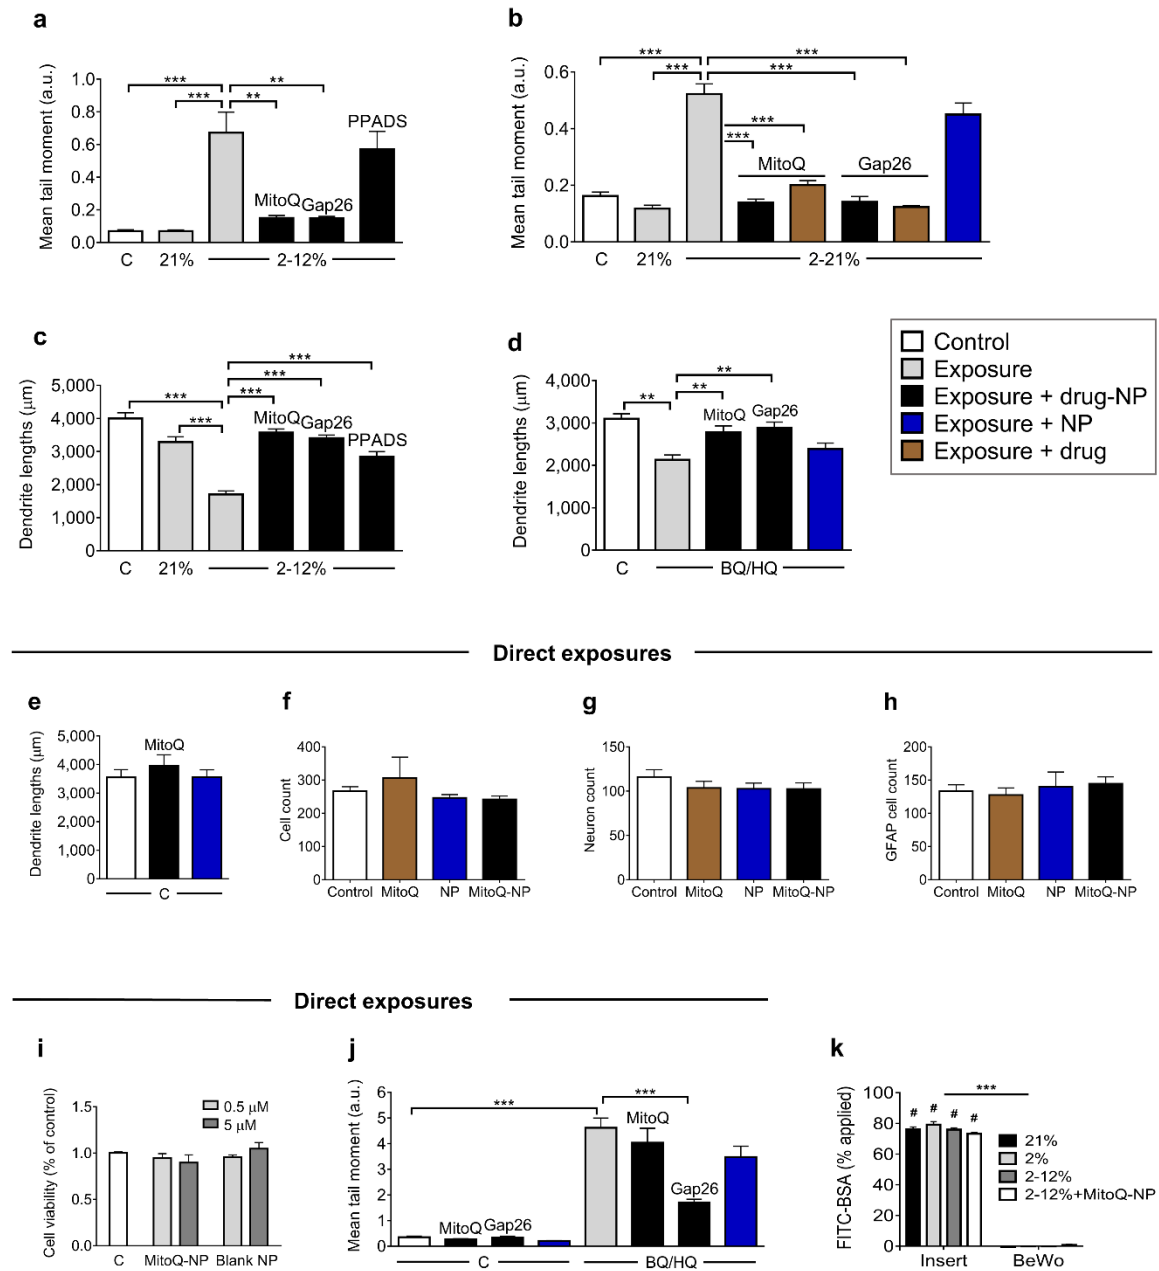 a
Mean tail moment (a.u.)
1.0
0.8
0.6
0.4
0.2
0.0
*** **
*** **
MitoQ Gap26 PPADS
C 21% 2-12%
b
Mean tail moment (a.u.)
0.6
0.4
0.2
0.0
*** ***
*** ***
***
***
MitoQ Gap26
C 21% 2-21%
c
Dendrite lengths (μm)
5,000
4,000
3,000
2,000
1,000
0
***
***
*** ***
***
MitoQ Gap26 PPADS
C 21% 2-12%
d
Dendrite lengths (μm)
4,000
3,000
2,000
1,000
0
**
** **
MitoQ Gap26
C BQ/HQ
Control
Exposure
Exposure + drug-NP
Exposure + NP
Exposure + drug
Direct exposures
e
Dendrite lengths (μm)
5,000
4,000
3,000
2,000
1,000
0
MitoQ
C
f
Cell count
400
300
200
100
0
Control MitoQ NP MitoQ-NP
g
Neuron count
150
100
50
0
Control MitoQ NP MitoQ-NP
h
GFAP cell count
200
150
100
50
0
Control MitoQ NP MitoQ-NP
Direct exposures
i
Cell viability (% of control)
1.5
1.0
0.5
0.0
0.5 μM
5 μM
C MitoQ-NP Blank NP
j
Mean tail moment (a.u.)
6
5
4
3
2
1
0
*** ***
MitoQ
Gap26
MitoQ Gap26
C BQ/HQ
k
FITC-BSA (% applied)
100
80
60
40
20
0
***
# # # #
21%
2%
2-12%
2-12%+MitoQ-NP
Insert BeWo